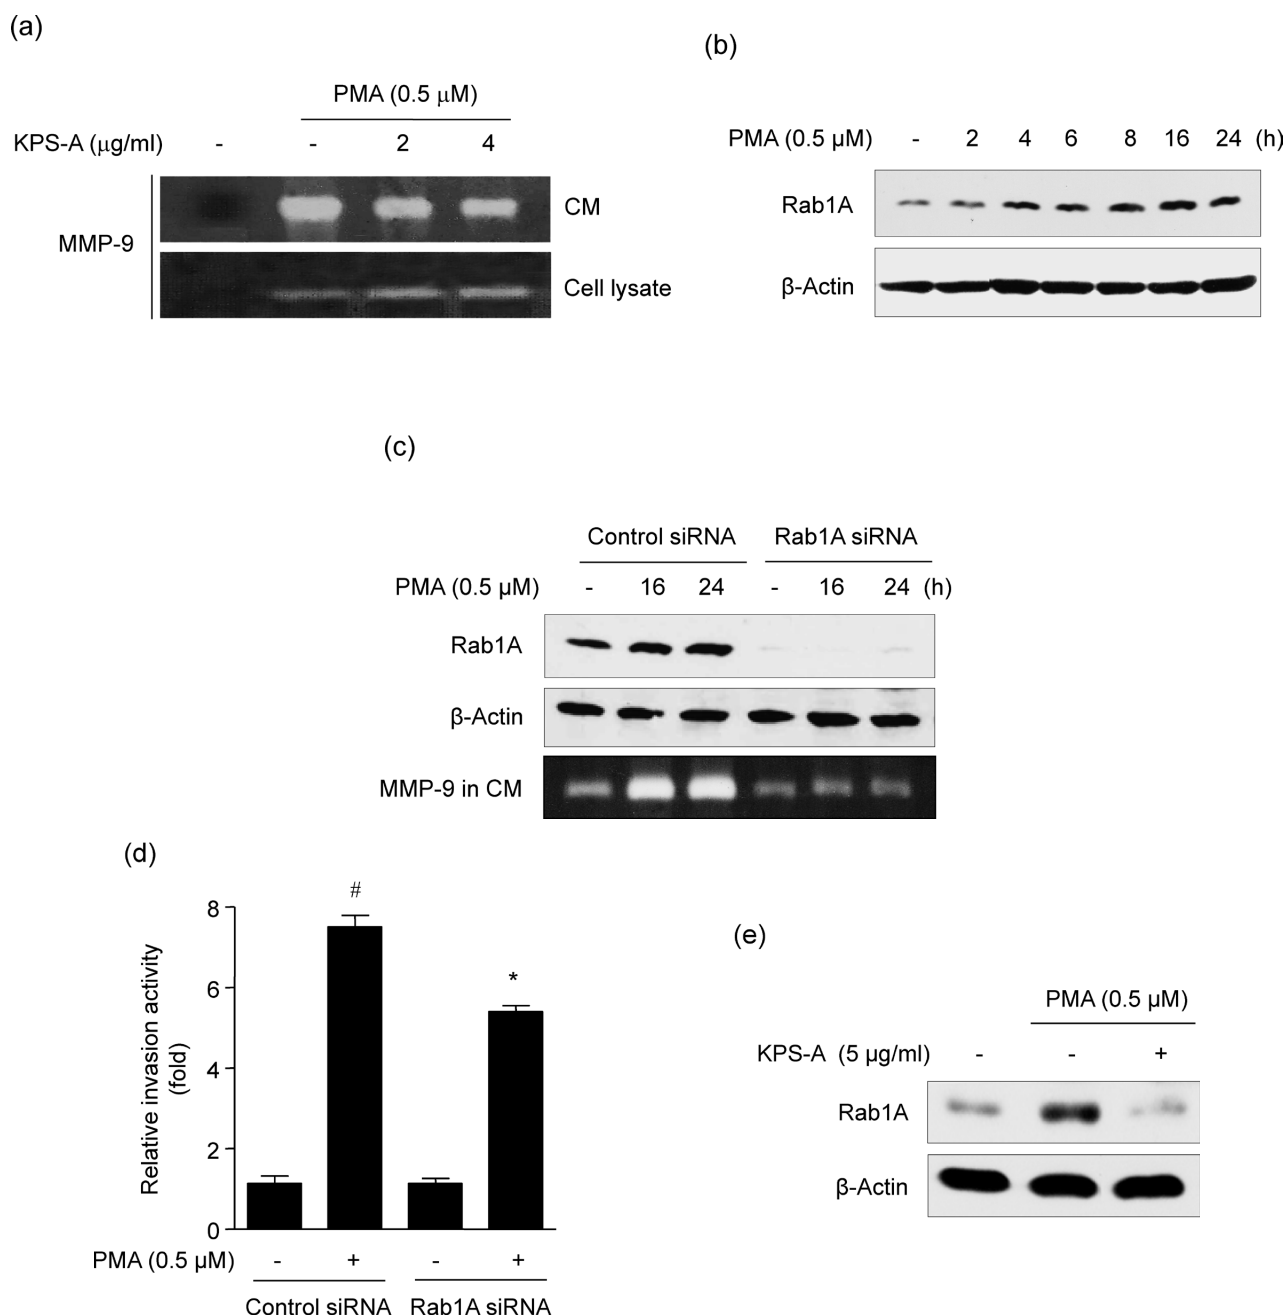 (a)
PMA (0.5 μM)
KPS-A (μg/ml) - - 2 4
MMP-9
CM
Cell lysate
(b)
PMA (0.5 μM) - 2 4 6 8 16 24 (h)
Rab1A
β-Actin
(c)
Control siRNA Rab1A siRNA
PMA (0.5 μM) - 16 24 - 16 24 (h)
Rab1A
β-Actin
MMP-9 in CM
(d)
Relative invasion activity
(fold)
8
6
4
2
0
#
*
PMA (0.5 μM) - + - +
Control siRNA Rab1A siRNA
(e)
PMA (0.5 μM)
KPS-A (5 μg/ml) - - +
Rab1A
β-Actin